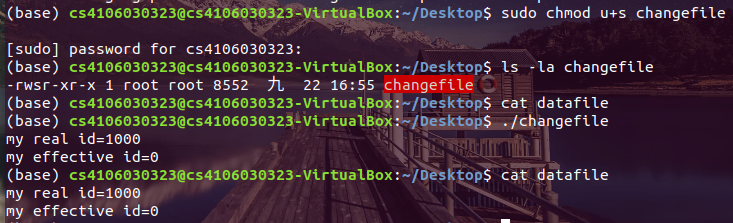 (base) cs4106030323@cs4106030323-VirtualBox:~/Desktop$ sudo chmod u+s changefile
[sudo] password for cs4106030323:
(base) cs4106030323@cs4106030323-VirtualBox:~/Desktop$ ls -la changefile
-rwsr-xr-x 1 root root 8552 九 22 16:55 changefile
(base) cs4106030323@cs4106030323-VirtualBox:~/Desktop$ cat datafile
(base) cs4106030323@cs4106030323-VirtualBox:~/Desktop$ ./changefile
my real id=1000
my effective id=0
(base) cs4106030323@cs4106030323-VirtualBox:~/Desktop$ cat datafile
my real id=1000
my effective id=0